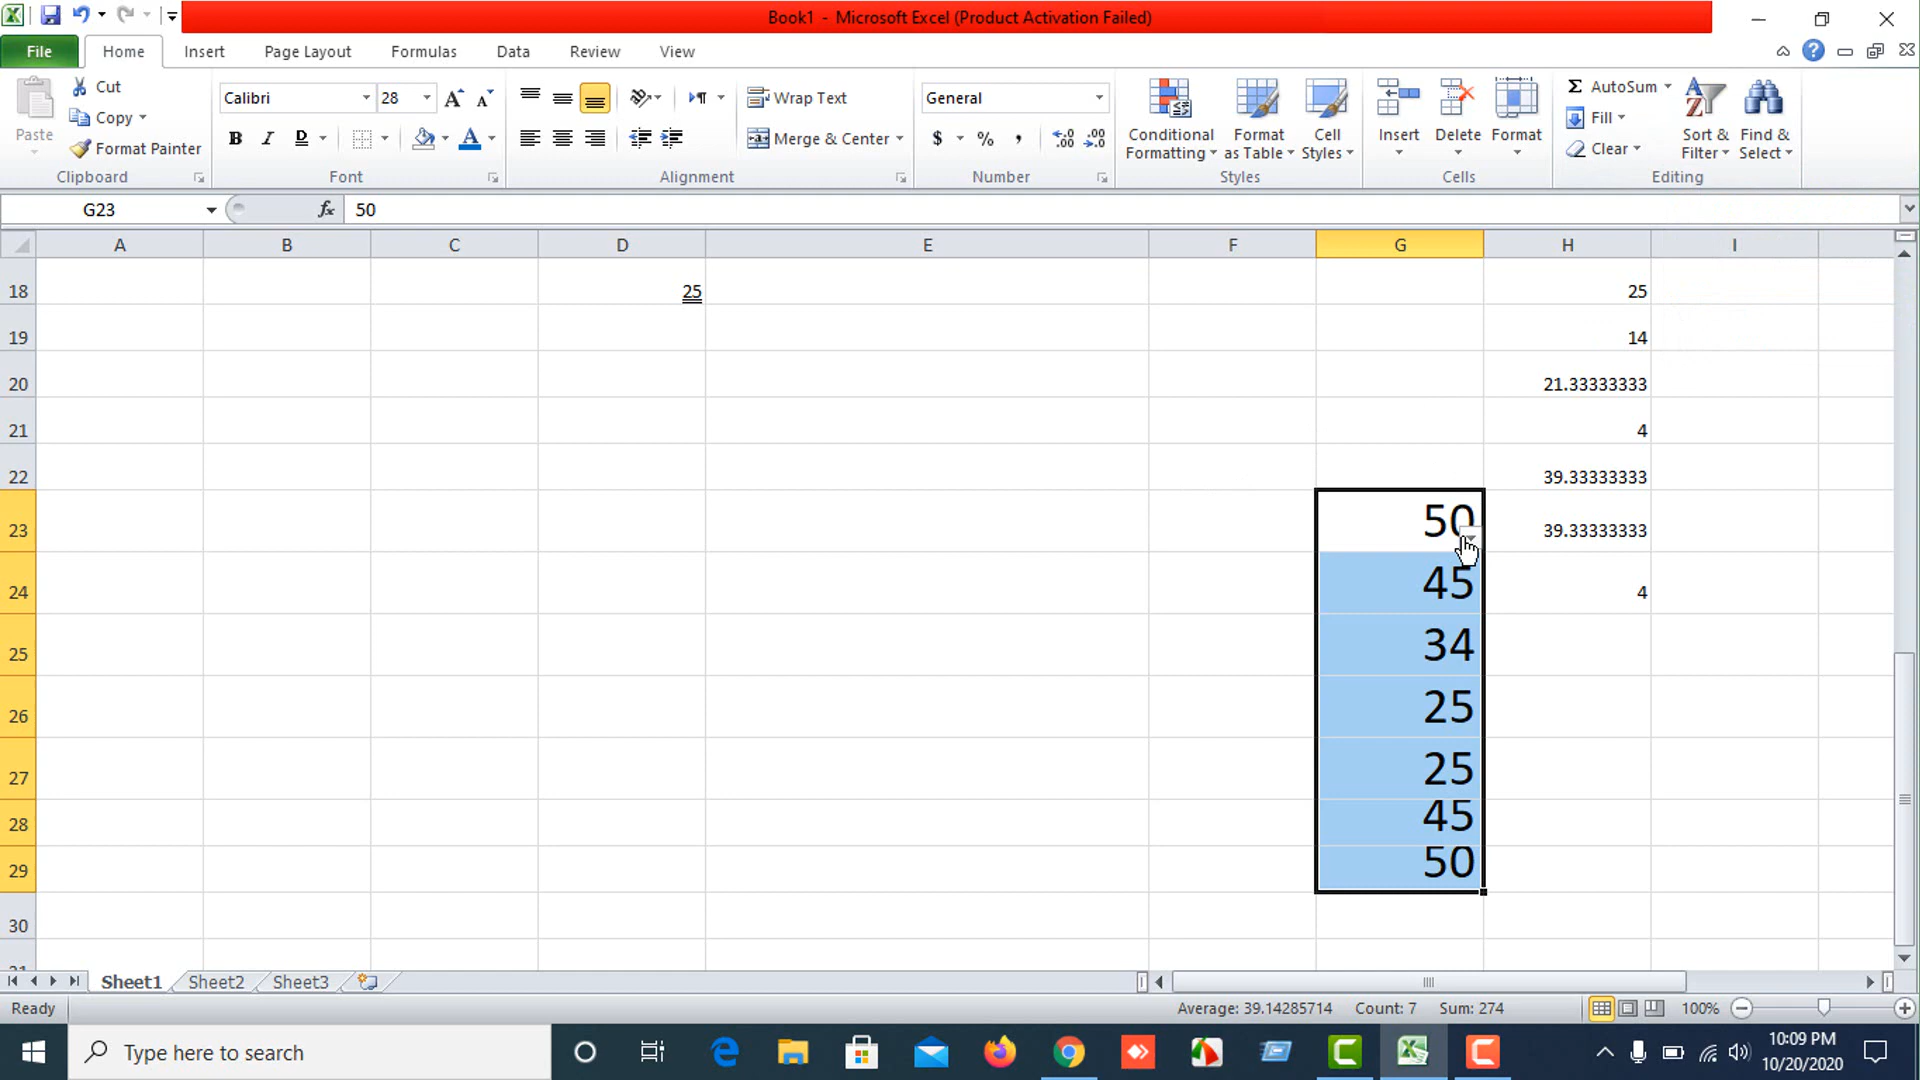 Book1 - Microsoft Excel (Product Activation Failed)
File Home Insert Page Layout Formulas Data Review View
Paste
Cut
Copy
Format Painter
Clipboard
Calibri 28
B I D
Font
Wrap Text
Merge & Center
Alignment
General
$ % ,
Number
Conditional Formatting
Format as Table
Cell Styles
Styles
Insert Delete Format
Cells
Σ AutoSum
Fill
Clear
Sort & Filter
Find & Select
Editing
G23 fx 50
A B C D E F G H I
18 25 25
19 14
20 21.33333333
21 4
22 39.33333333
23 50 39.33333333
24 45 4
25 34
26 25
27 25
28 45
29 50
30
31
Sheet1 Sheet2 Sheet3
Ready Average: 39.14285714 Count: 7 Sum: 274 100%
Type here to search
10:09 PM
10/20/2020